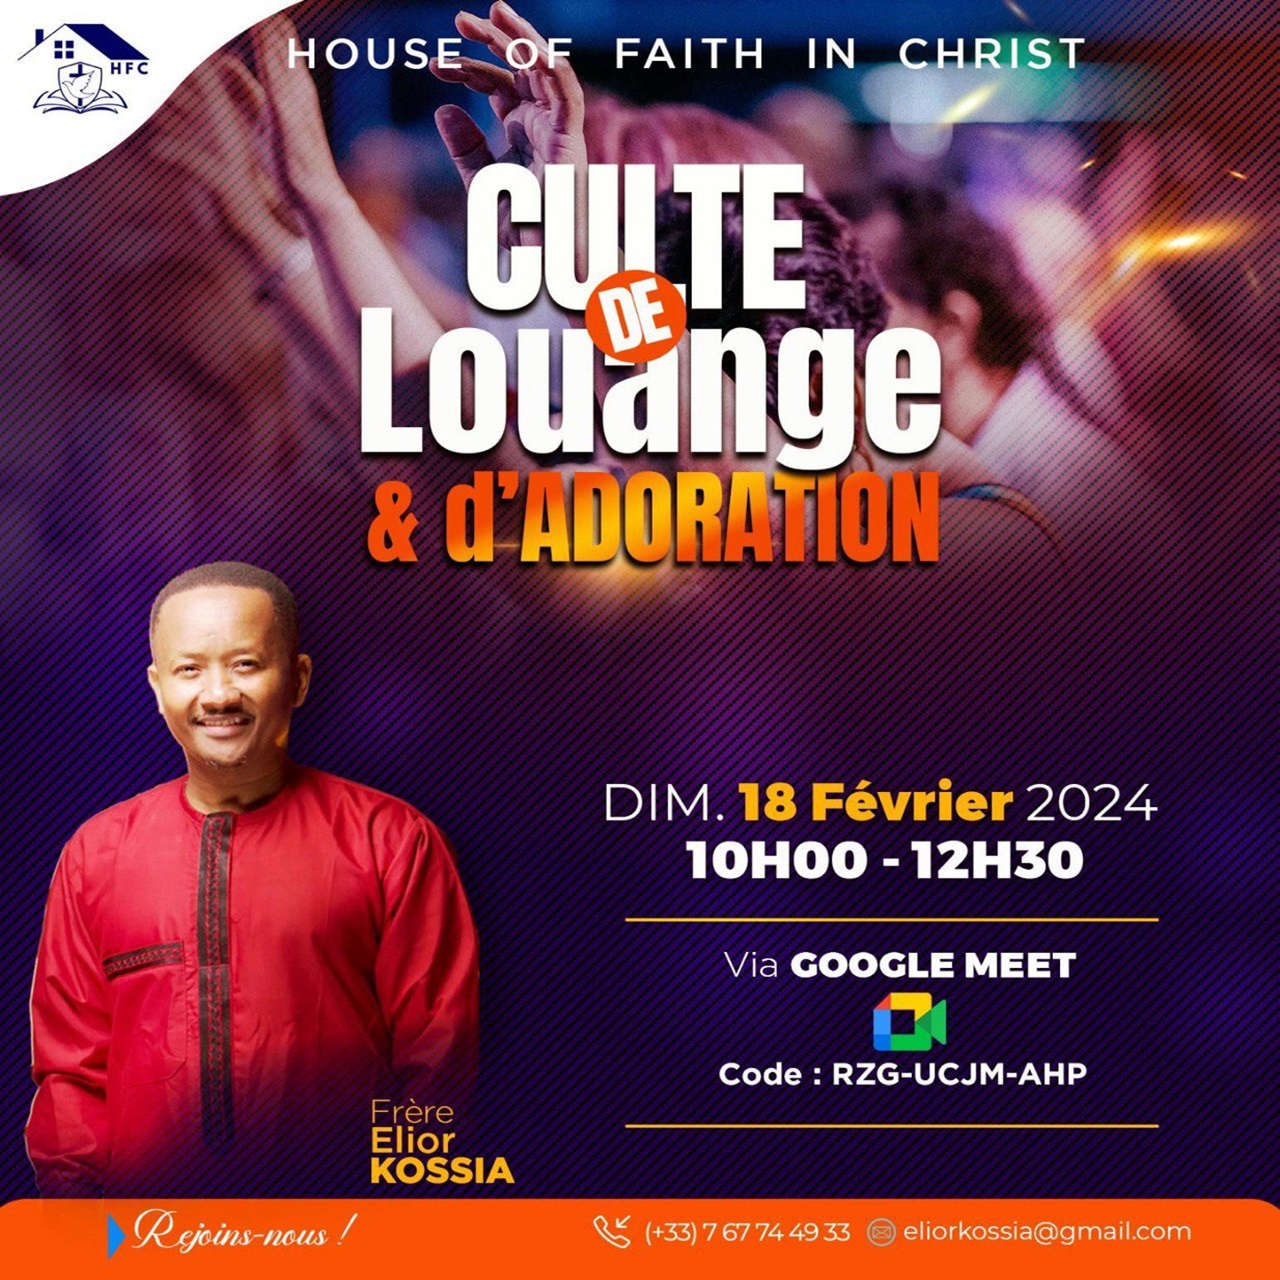 HFC
HOUSE OF FAITH IN CHRIST
CULTE
DE
Louange
& d'ADORATION
DIM. 18 Février 2024
10H00 - 12H30
Via GOOGLE MEET
Code : RZG-UCJM-AHP
Frère
Elior
KOSSIA
Rejoins-nous !
(+33) 7 67 74 49 33
eliorkossia@gmail.com